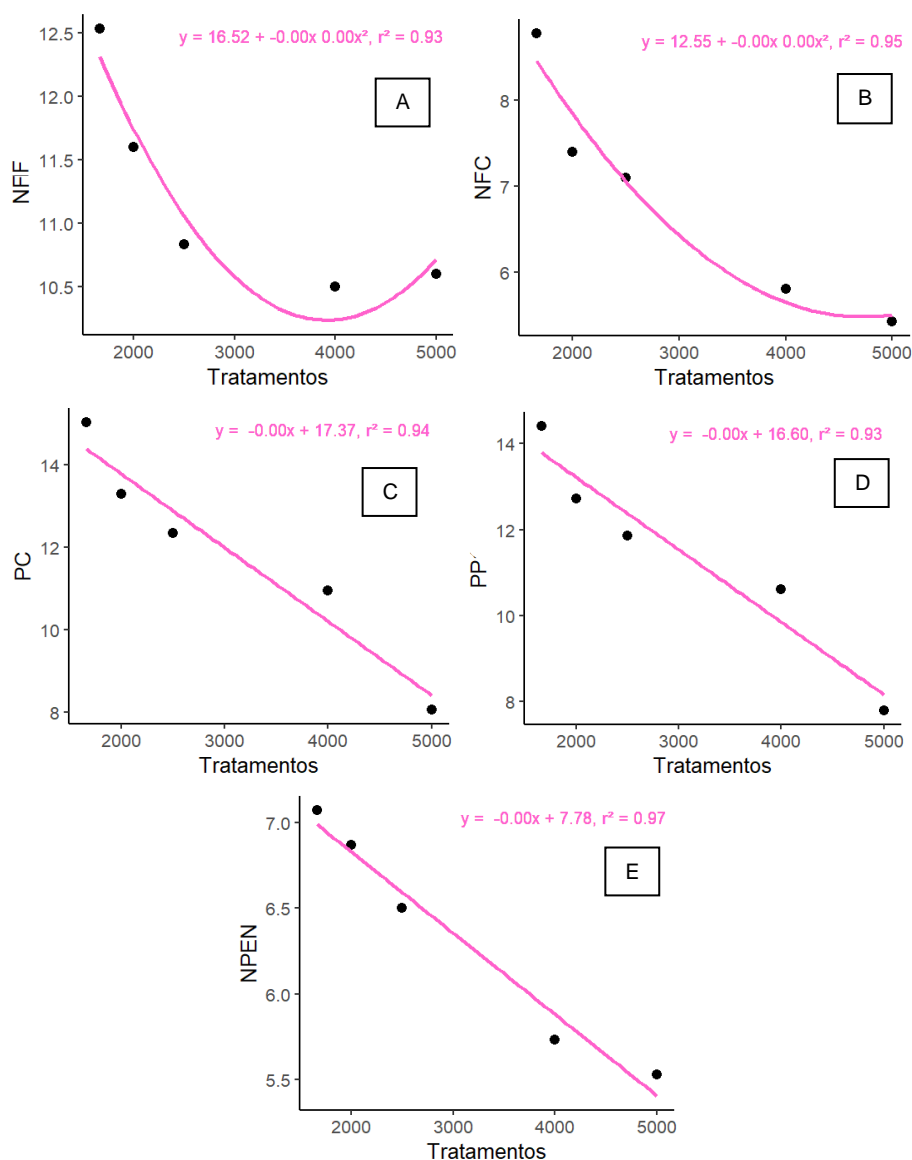 y = 16.52 + -0.00x 0.00x², r² = 0.93
A
NFF
12.5
12.0
11.5
11.0
10.5
2000 3000 4000 5000
Tratamentos
y = 12.55 + -0.00x 0.00x², r² = 0.95
B
NFC
8
7
6
2000 3000 4000 5000
Tratamentos
y = -0.00x + 17.37, r² = 0.94
C
PC
14
12
10
8
2000 3000 4000 5000
Tratamentos
y = -0.00x + 16.60, r² = 0.93
D
PP´
14
12
10
8
2000 3000 4000 5000
Tratamentos
y = -0.00x + 7.78, r² = 0.97
E
NPEN
7.0
6.5
6.0
5.5
2000 3000 4000 5000
Tratamentos